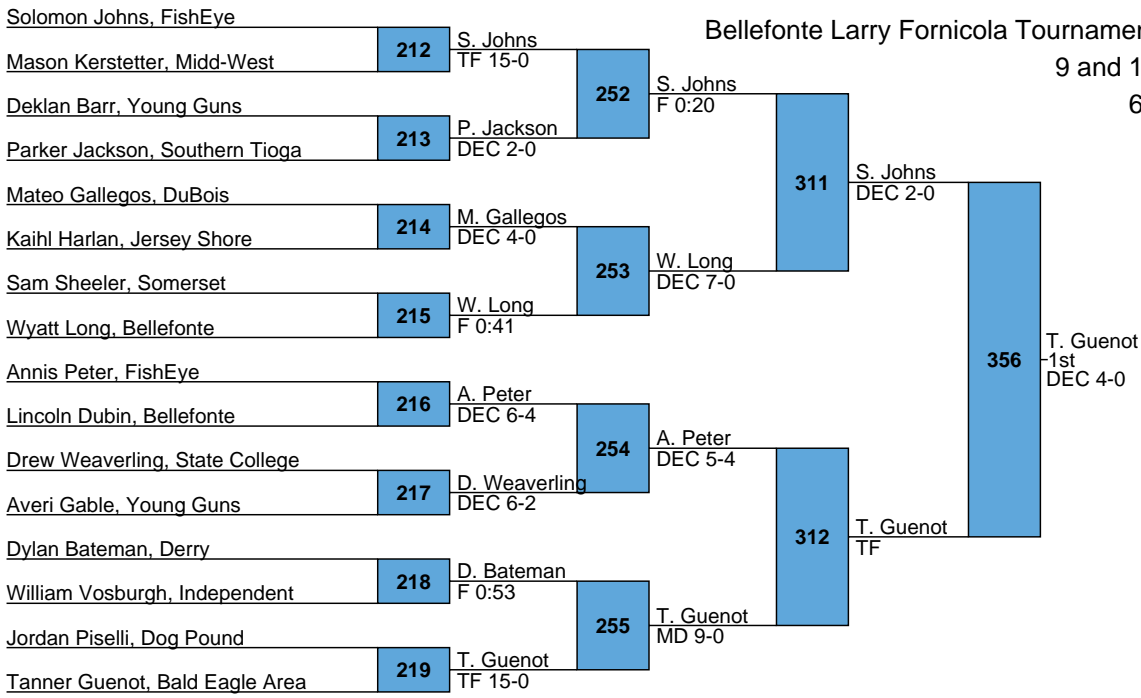 Bellefonte Larry Fornicola Tournamen
9 and 1
6
Solomon Johns, FishEye
Mason Kerstetter, Midd-West
Deklan Barr, Young Guns
Parker Jackson, Southern Tioga
Mateo Gallegos, DuBois
Kaihl Harlan, Jersey Shore
Sam Sheeler, Somerset
Wyatt Long, Bellefonte
Annis Peter, FishEye
Lincoln Dubin, Bellefonte
Drew Weaverling, State College
Averi Gable, Young Guns
Dylan Bateman, Derry
William Vosburgh, Independent
Jordan Piselli, Dog Pound
Tanner Guenot, Bald Eagle Area
212
213
214
215
216
217
218
219
S. Johns
TF 15-0
P. Jackson
DEC 2-0
M. Gallegos
DEC 4-0
W. Long
F 0:41
A. Peter
DEC 6-4
D. Weaverling
DEC 6-2
D. Bateman
F 0:53
T. Guenot
TF 15-0
252
253
254
255
S. Johns
F 0:20
W. Long
DEC 7-0
A. Peter
DEC 5-4
T. Guenot
MD 9-0
311
312
S. Johns
DEC 2-0
T. Guenot
TF
356
T. Guenot
1st
DEC 4-0